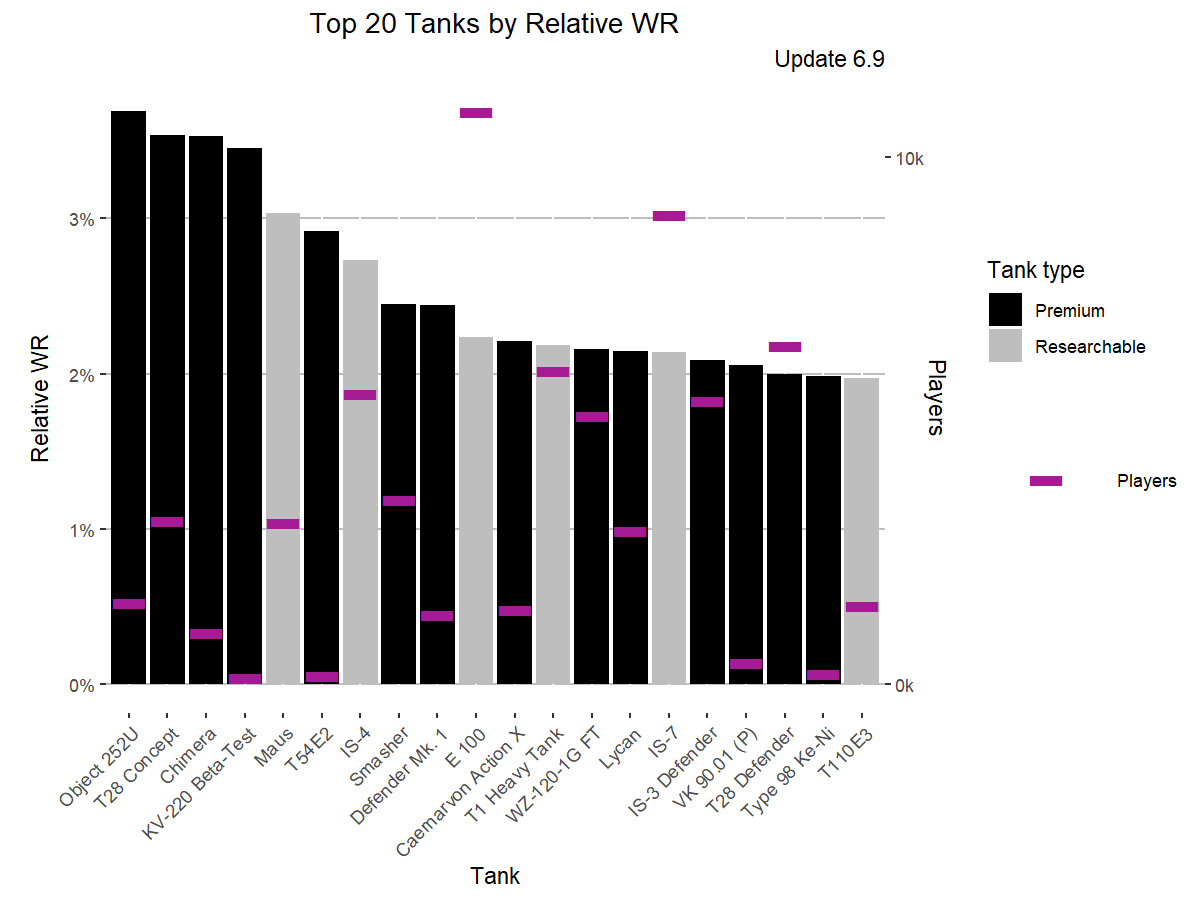 Top 20 Tanks by Relative WR
Update 6.9
Relative WR
3%
2%
1%
0%
10k
0k
Players
Tank type
Premium
Researchable
Players
Object 252U
T28 Concept
Chimera
KV-220 Beta-Test
Maus
T54E2
IS-4
Smasher
Defender Mk. 1
E 100
Caernarvon Action X
T1 Heavy Tank
WZ-120-1G FT
Lycan
IS-7
IS-3 Defender
VK 90.01 (P)
T28 Defender
Type 98 Ke-Ni
T110E3
Tank